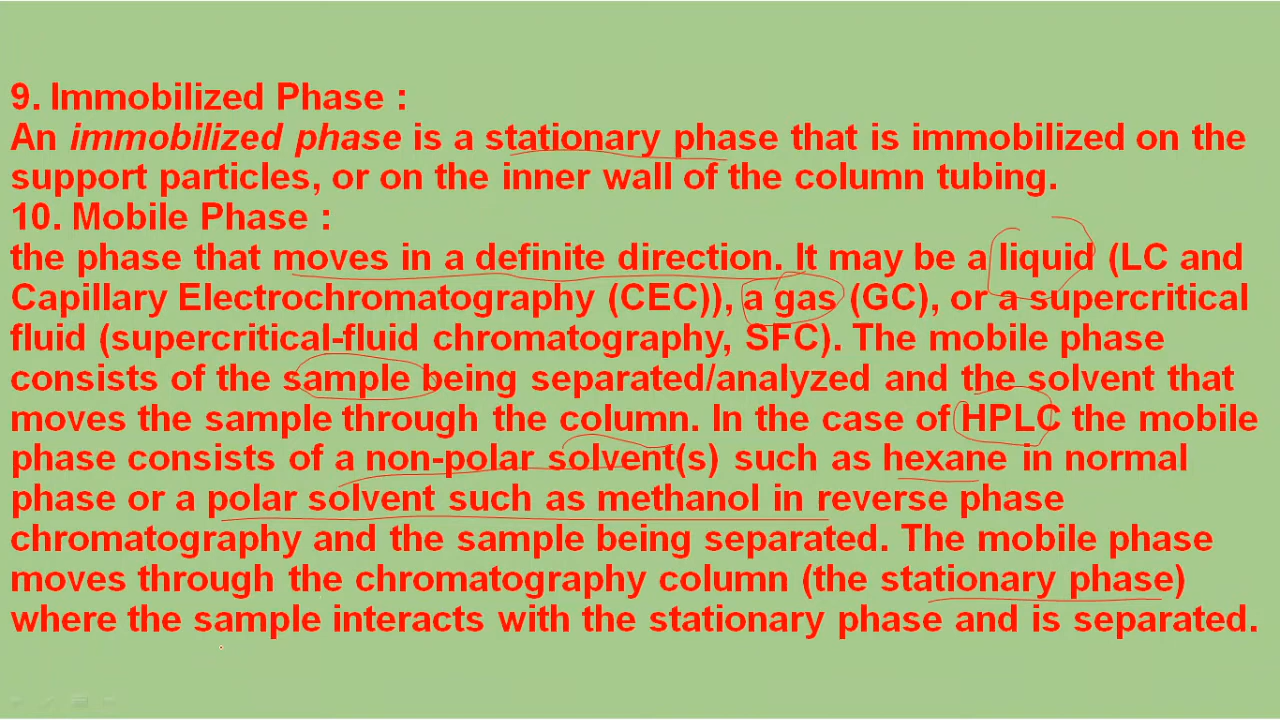 9. Immobilized Phase :
An immobilized phase is a stationary phase that is immobilized on the
support particles, or on the inner wall of the column tubing.
10. Mobile Phase :
the phase that moves in a definite direction. It may be a liquid (LC and
Capillary Electrochromatography (CEC)), a gas (GC), or a supercritical
fluid (supercritical-fluid chromatography, SFC). The mobile phase
consists of the sample being separated/analyzed and the solvent that
moves the sample through the column. In the case of HPLC the mobile
phase consists of a non-polar solvent(s) such as hexane in normal
phase or a polar solvent such as methanol in reverse phase
chromatography and the sample being separated. The mobile phase
moves through the chromatography column (the stationary phase)
where the sample interacts with the stationary phase and is separated.